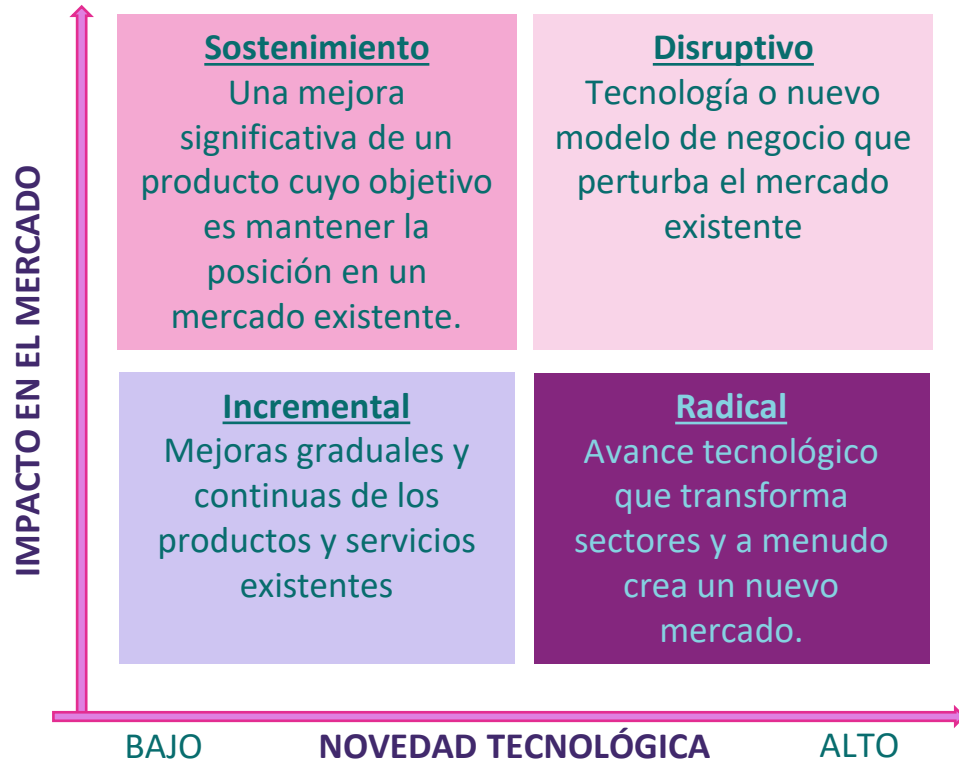 IMPACTO EN EL MERCADO
Sostenimiento
Una mejora
significativa de un
producto cuyo objetivo
es mantener la
posición en un
mercado existente.
Disruptivo
Tecnología o nuevo
modelo de negocio que
perturba el mercado
existente
Incremental
Mejoras graduales y
continuas de los
productos y servicios
existentes
Radical
Avance tecnológico
que transforma
sectores y a menudo
crea un nuevo
mercado.
BAJO
NOVEDAD TECNOLÓGICA
ALTO